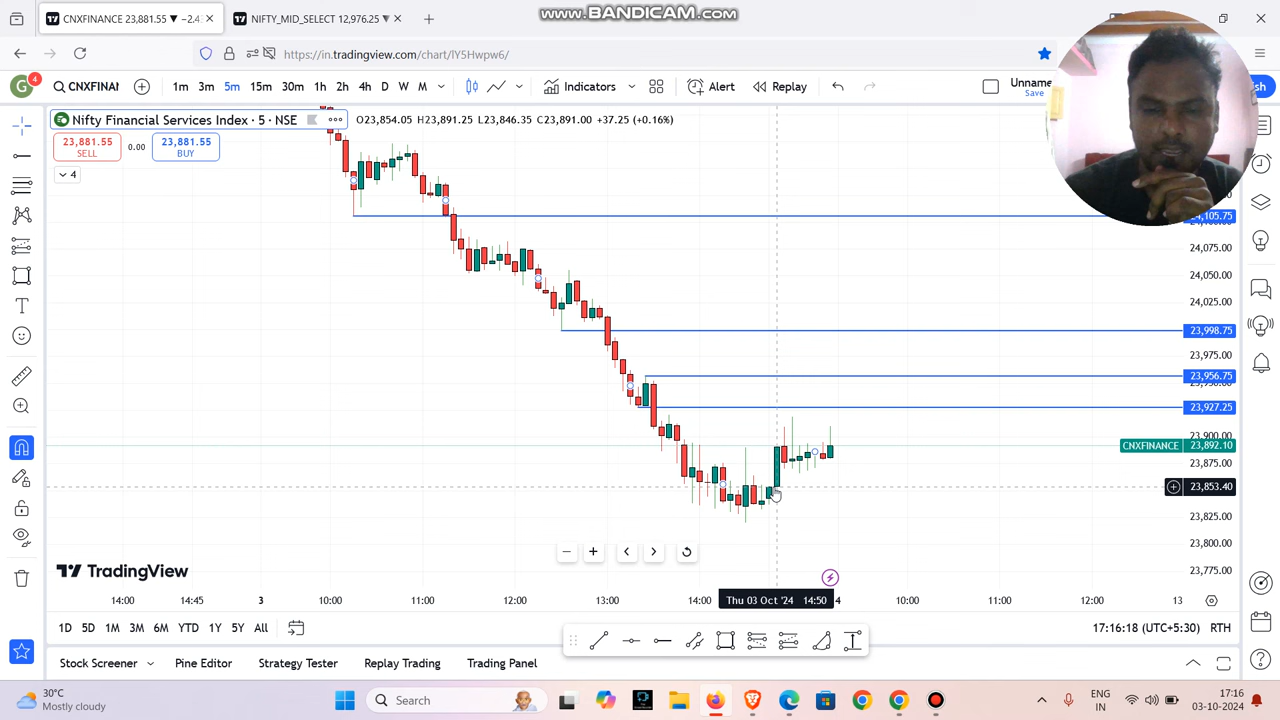 CNXFINANCE 23,881.55 ▼ −2.4
NIFTY_MID_SELECT 12,976.25 ▼
www.BANDICAM.com
https://in.tradingview.com/chart/lY5Hwpw6/
G 4
CNXFINA
1m 3m 5m 15m 30m 1h 2h 4h D W M
Indicators
Alert
Replay
Unname
Save
sh
Nifty Financial Services Index · 5 · NSE
O23,854.05 H23,891.25 L23,846.35 C23,891.00 +37.25 (+0.16%)
23,881.55
SELL
0.00
23,881.55
BUY
4
24,105.75
24,075.00
24,050.00
24,025.00
23,998.75
23,975.00
23,956.75
23,927.25
23,900.00
CNXFINANCE 23,892.10
23,875.00
23,853.40
23,825.00
23,800.00
23,775.00
TradingView
14:00 14:45 3 10:00 11:00 12:00 13:00 14:00 Thu 03 Oct '24 14:50 4 10:00 11:00 12:00 13
1D 5D 1M 3M 6M YTD 1Y 5Y All
17:16:18 (UTC+5:30) RTH
Stock Screener Pine Editor Strategy Tester Replay Trading Trading Panel
30°C
Mostly cloudy
Search
ENG
IN
17:16
03-10-2024